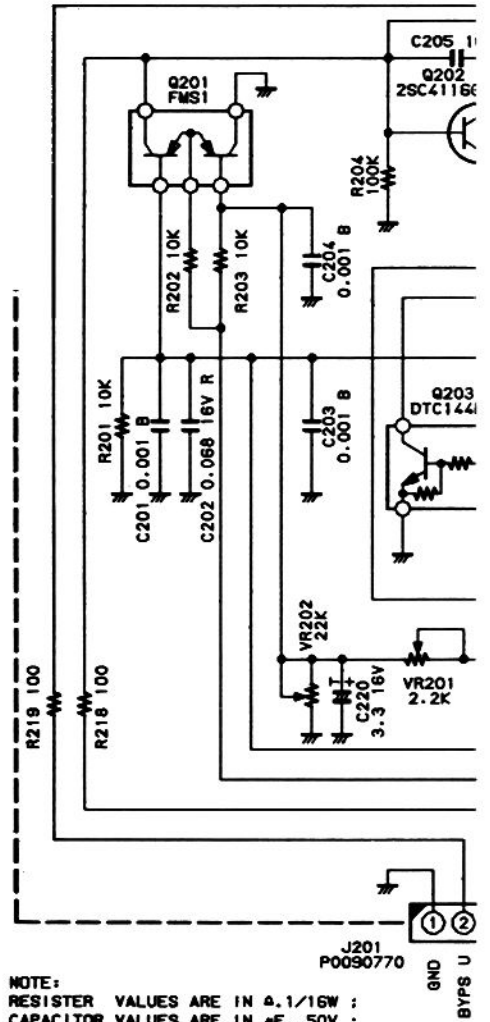 C205
Q202
2SC4116
Q201
FMS1
R204
100K
R202 10K
R203 10K
C204
0.001 B
R201 10K
C201 0.001 B
C202 0.068 16V R
C203
0.001 B
Q203
DTC144
VR202
22K
T +
C220
3.3 16V
VR201
2.2K
R219 100
R218 100
1 2
J201
P0090770
GND
BYPS U
NOTE:
RESISTER VALUES ARE IN Ω.1/16W ;
CAPACITOR VALUES ARE IN 50V ;